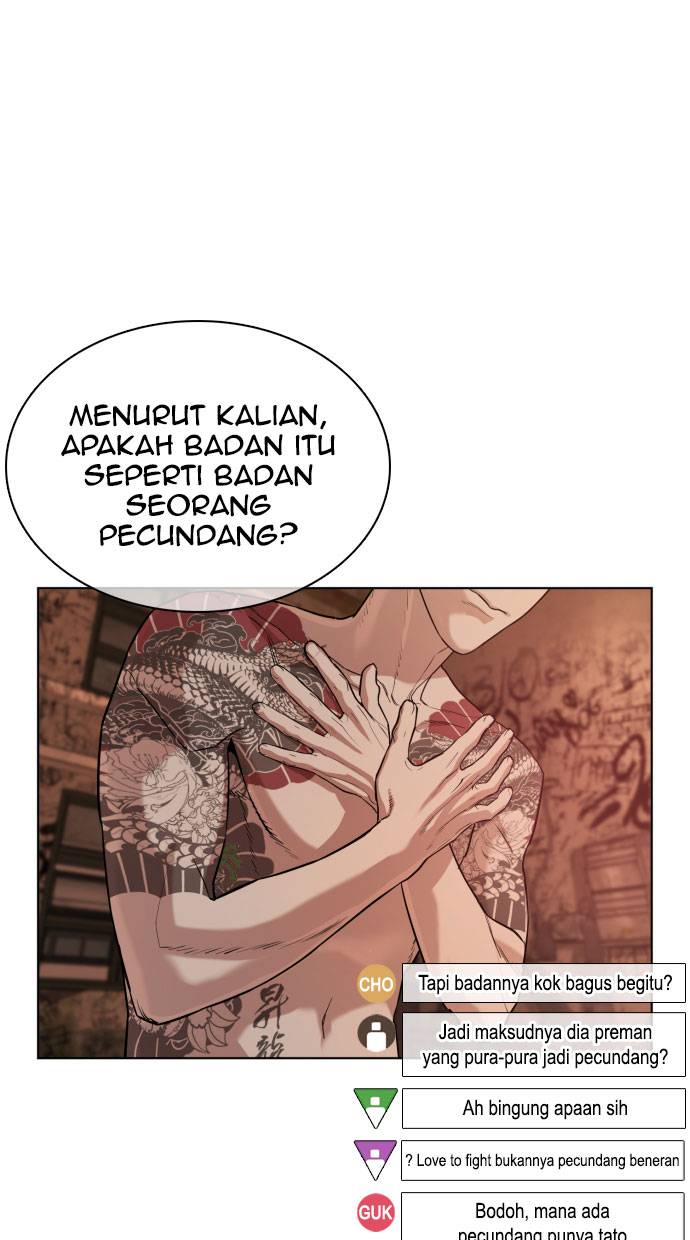 MENURUT KALIAN,
APAKAH BADAN ITU
SEPERTI BADAN
SEORANG
PECUNDANG?
昇
龍
CHO
Tapi badannya kok bagus begitu?
Jadi maksudnya dia preman
yang pura-pura jadi pecundang?
Ah bingung apaan sih
? Love to fight bukannya pecundang beneran
GUK
Bodoh, mana ada
pecundang punya tato